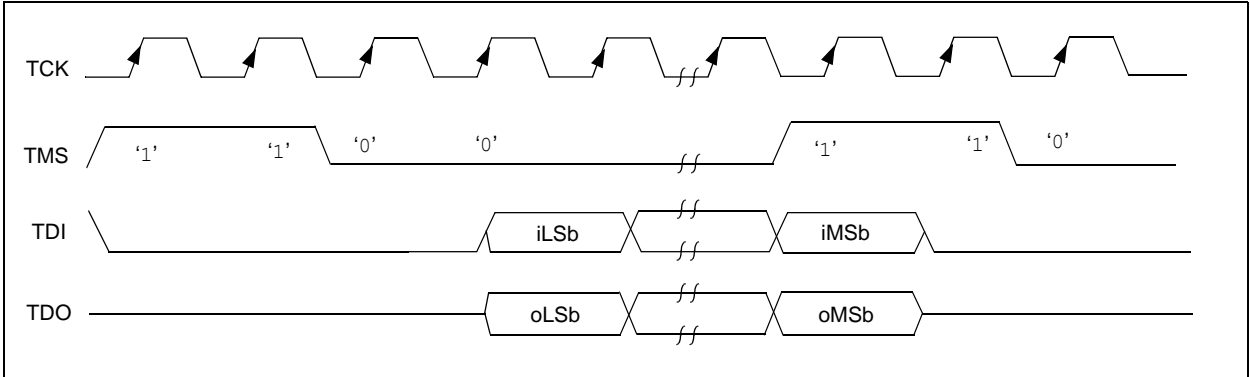 TCK
TMS ‘1’ ‘1’ ‘0’ ‘0’ ‘1’ ‘1’ ‘0’
TDI iLSb iMSb
TDO oLSb oMSb